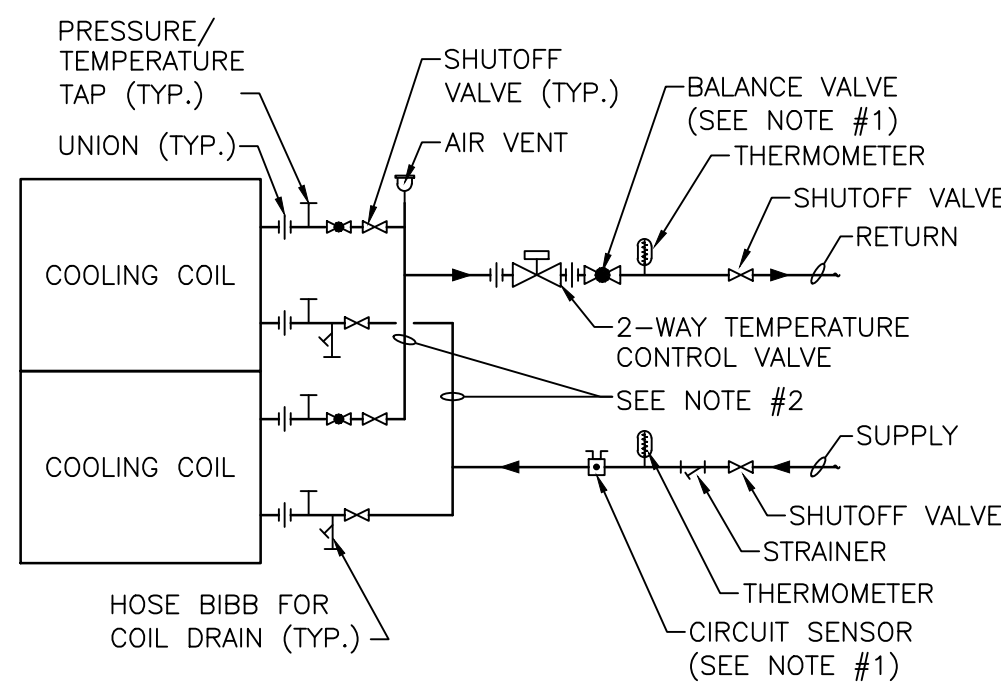 PRESSURE/
TEMPERATURE
TAP (TYP.)
UNION (TYP.)
SHUTOFF
VALVE (TYP.)
AIR VENT
BALANCE VALVE
(SEE NOTE #1)
THERMOMETER
SHUTOFF VALVE
RETURN
COOLING COIL
2-WAY TEMPERATURE
CONTROL VALVE
SEE NOTE #2
COOLING COIL
SUPPLY
SHUTOFF VALVE
STRAINER
THERMOMETER
CIRCUIT SENSOR
(SEE NOTE #1)
HOSE BIBB FOR
COIL DRAIN (TYP.)